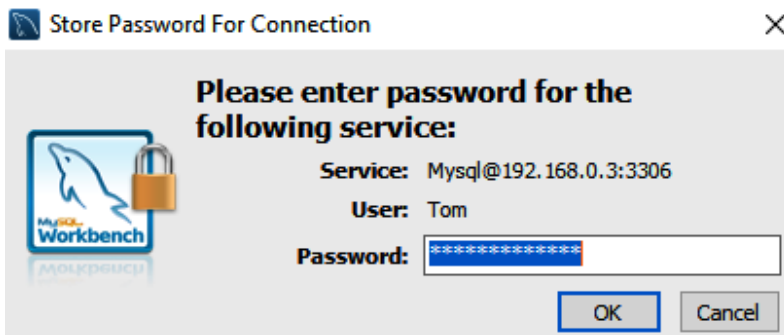 Store Password For Connection
Please enter password for the
following service:
Service: Mysql@192.168.0.3:3306
User: Tom
Password: *************
MySQL
Workbench
OK Cancel